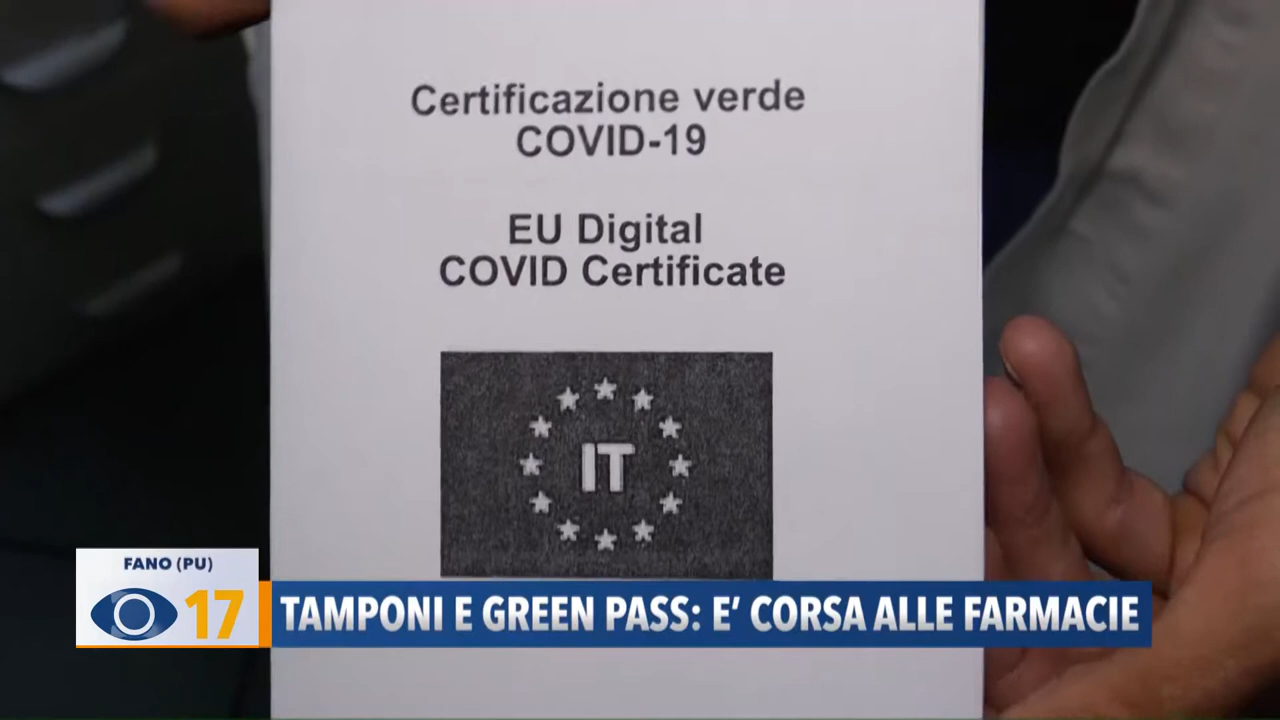 Certificazione verde
COVID-19
EU Digital
COVID Certificate
IT
FANO (PU)
17
TAMPONI E GREEN PASS: E' CORSA ALLE FARMACIE